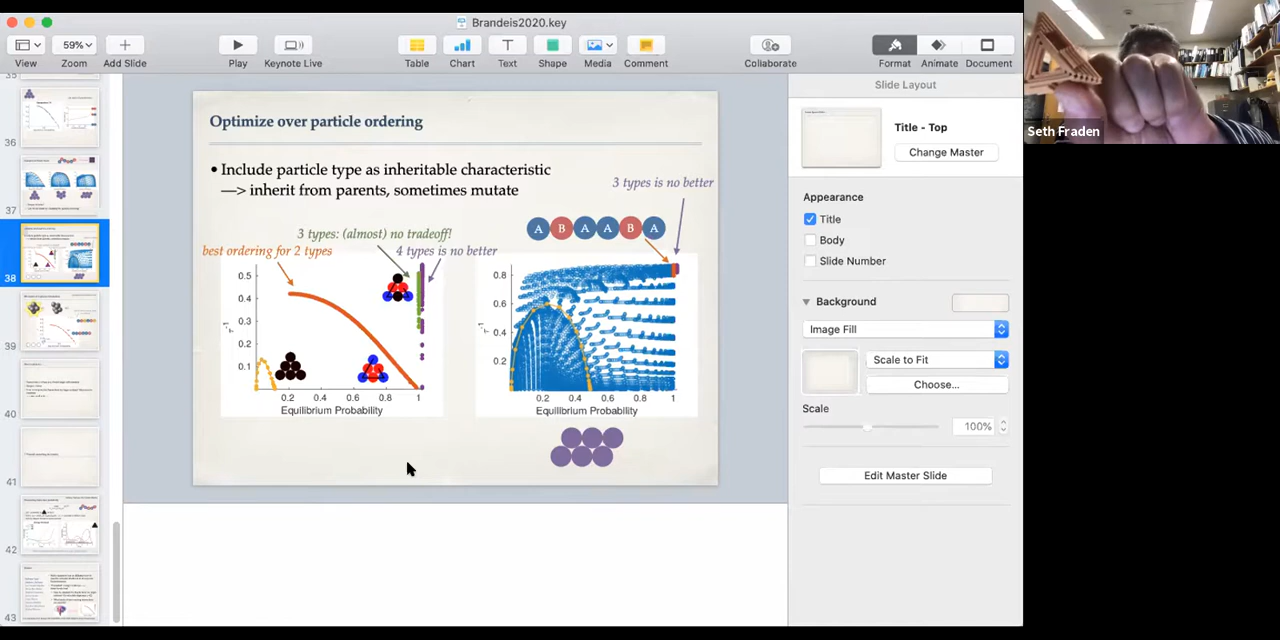 Brandeis2020.key
59%
View
Zoom
Add Slide
Play
Keynote Live
Table
Chart
Text
Shape
Media
Comment
Collaborate
Format
Animate
Document
35
36
37
38
39
40
41
42
43
Optimize over particle ordering
• Include particle type as inheritable characteristic
—> inherit from parents, sometimes mutate
3 types is no better
3 types: (almost) no tradeoff!
best ordering for 2 types
4 types is no better
A B A A B A
0.5
0.4
0.3
0.2
0.1
τ⁻¹
0.2 0.4 0.6 0.8 1
Equilibrium Probability
0.8
0.6
0.4
0.2
τ⁻¹
0 0.2 0.4 0.6 0.8 1
Equilibrium Probability
Slide Layout
Title - Top
Change Master
Appearance
Title
Body
Slide Number
Background
Image Fill
Scale to Fit
Choose...
Scale
100%
Edit Master Slide
Seth Fraden